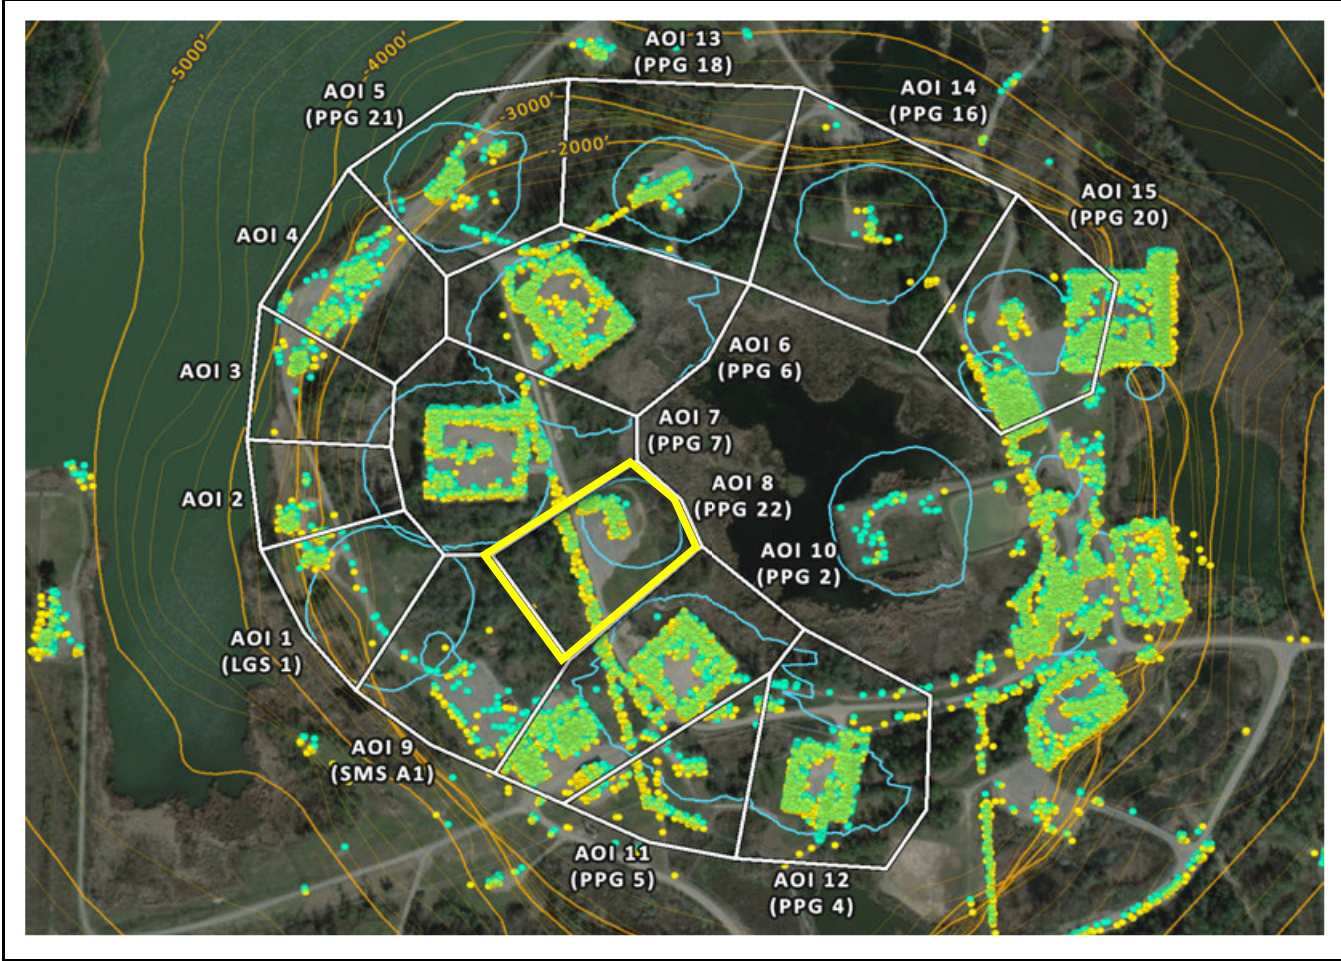 -5000'
-4000'
AOI 13
(PPG 18)
AOI 5
(PPG 21)
AOI 14
(PPG 16)
-3000'
-2000'
AOI 15
(PPG 20)
AOI 4
AOI 6
(PPG 6)
AOI 3
AOI 7
(PPG 7)
AOI 2
AOI 8
(PPG 22)
AOI 10
(PPG 2)
AOI 1
(LGS 1)
AOI 9
(SMS A1)
AOI 11
(PPG 5)
AOI 12
(PPG 4)